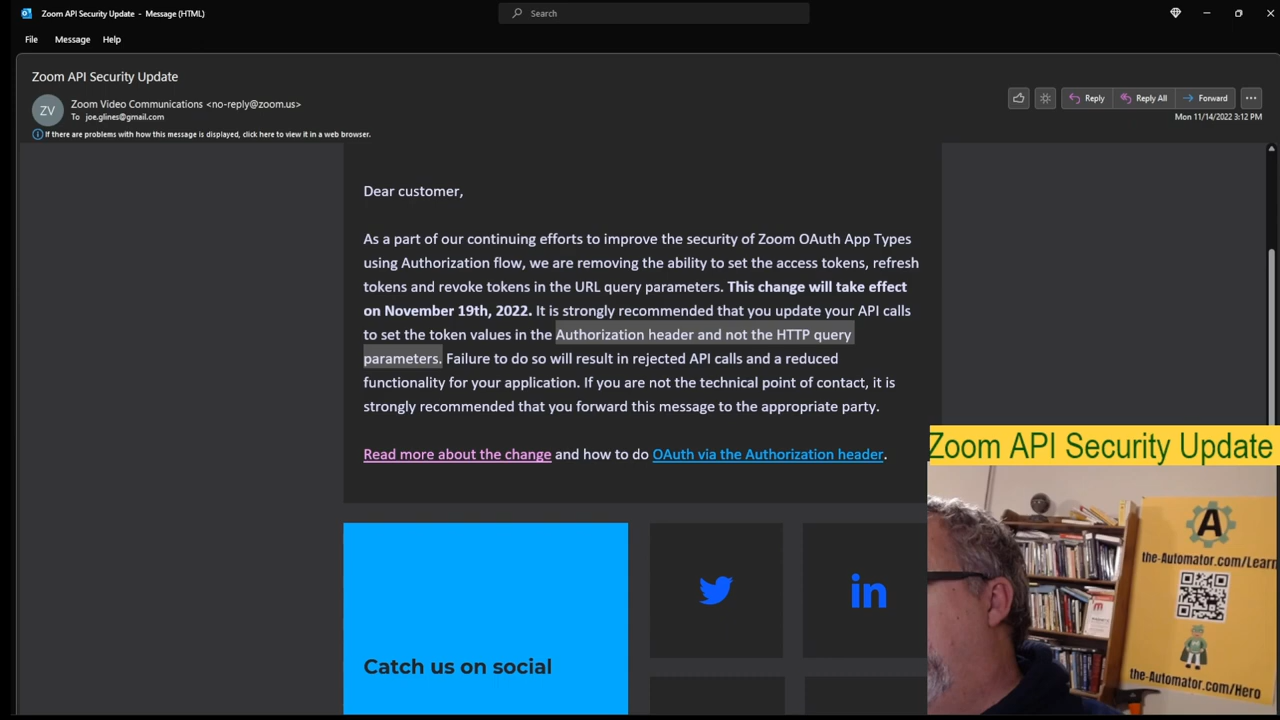 Zoom API Security Update - Message (HTML)
Search
File Message Help
Zoom API Security Update
ZV
Zoom Video Communications <no-reply@zoom.us>
To joe.glines@gmail.com
Reply Reply All Forward
Mon 11/14/2022 3:12 PM
If there are problems with how this message is displayed, click here to view it in a web browser.
Dear customer,
As a part of our continuing efforts to improve the security of Zoom OAuth App Types
using Authorization flow, we are removing the ability to set the access tokens, refresh
tokens and revoke tokens in the URL query parameters. This change will take effect
on November 19th, 2022. It is strongly recommended that you update your API calls
to set the token values in the Authorization header and not the HTTP query
parameters. Failure to do so will result in rejected API calls and a reduced
functionality for your application. If you are not the technical point of contact, it is
strongly recommended that you forward this message to the appropriate party.
Read more about the change and how to do OAuth via the Authorization header.
Catch us on social
in
Zoom API Security Update
A
the-Automator.com/Learn
the-Automator.com/Hero